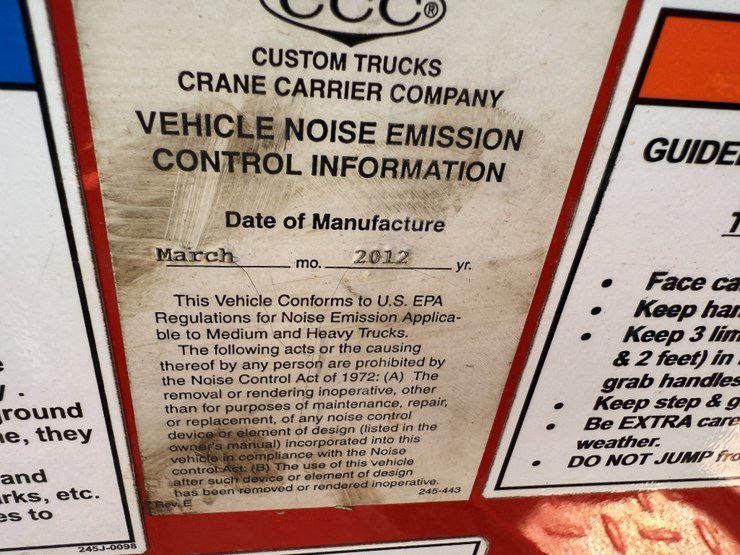 CCC®
CUSTOM TRUCKS
CRANE CARRIER COMPANY
VEHICLE NOISE EMISSION
CONTROL INFORMATION
Date of Manufacture
March mo. 2012 yr.
This Vehicle Conforms to U.S. EPA
Regulations for Noise Emission Applica-
ble to Medium and Heavy Trucks.
The following acts or the causing
thereof by any person are prohibited by
the Noise Control Act of 1972: (A) The
removal or rendering inoperative, other
than for purposes of maintenance, repair,
or replacement, of any noise control
device or element of design (listed in the
owner's manual) incorporated into this
vehicle in compliance with the Noise
control Act: (B) The use of this vehicle
after such device or element of design
has been removed or rendered inoperative.
245-443
Rev. E
round
e, they
and
rks, etc.
es to
245J-0098
GUIDE
• Face ca
• Keep han
• Keep 3 lim
& 2 feet) in
grab handles
• Keep step & g
• Be EXTRA care
weather.
• DO NOT JUMP fro